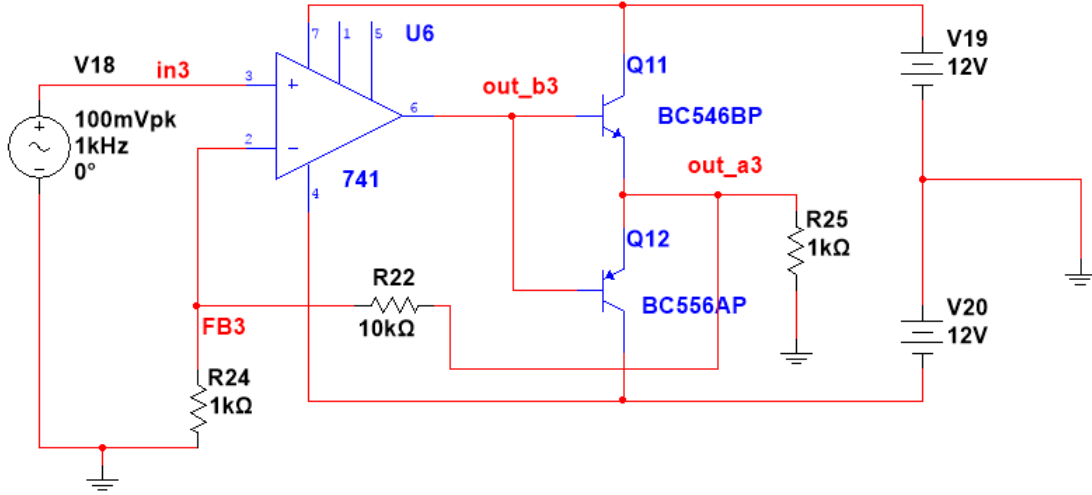 7
1
5
U6
V19
12V
V18
in3
3
+
Q11
out_b3
6
BC546BP
+
100mVpk
1kHz
0°
−
2
−
741
4
out_a3
R25
1kΩ
Q12
R22
10kΩ
BC556AP
V20
12V
FB3
R24
1kΩ